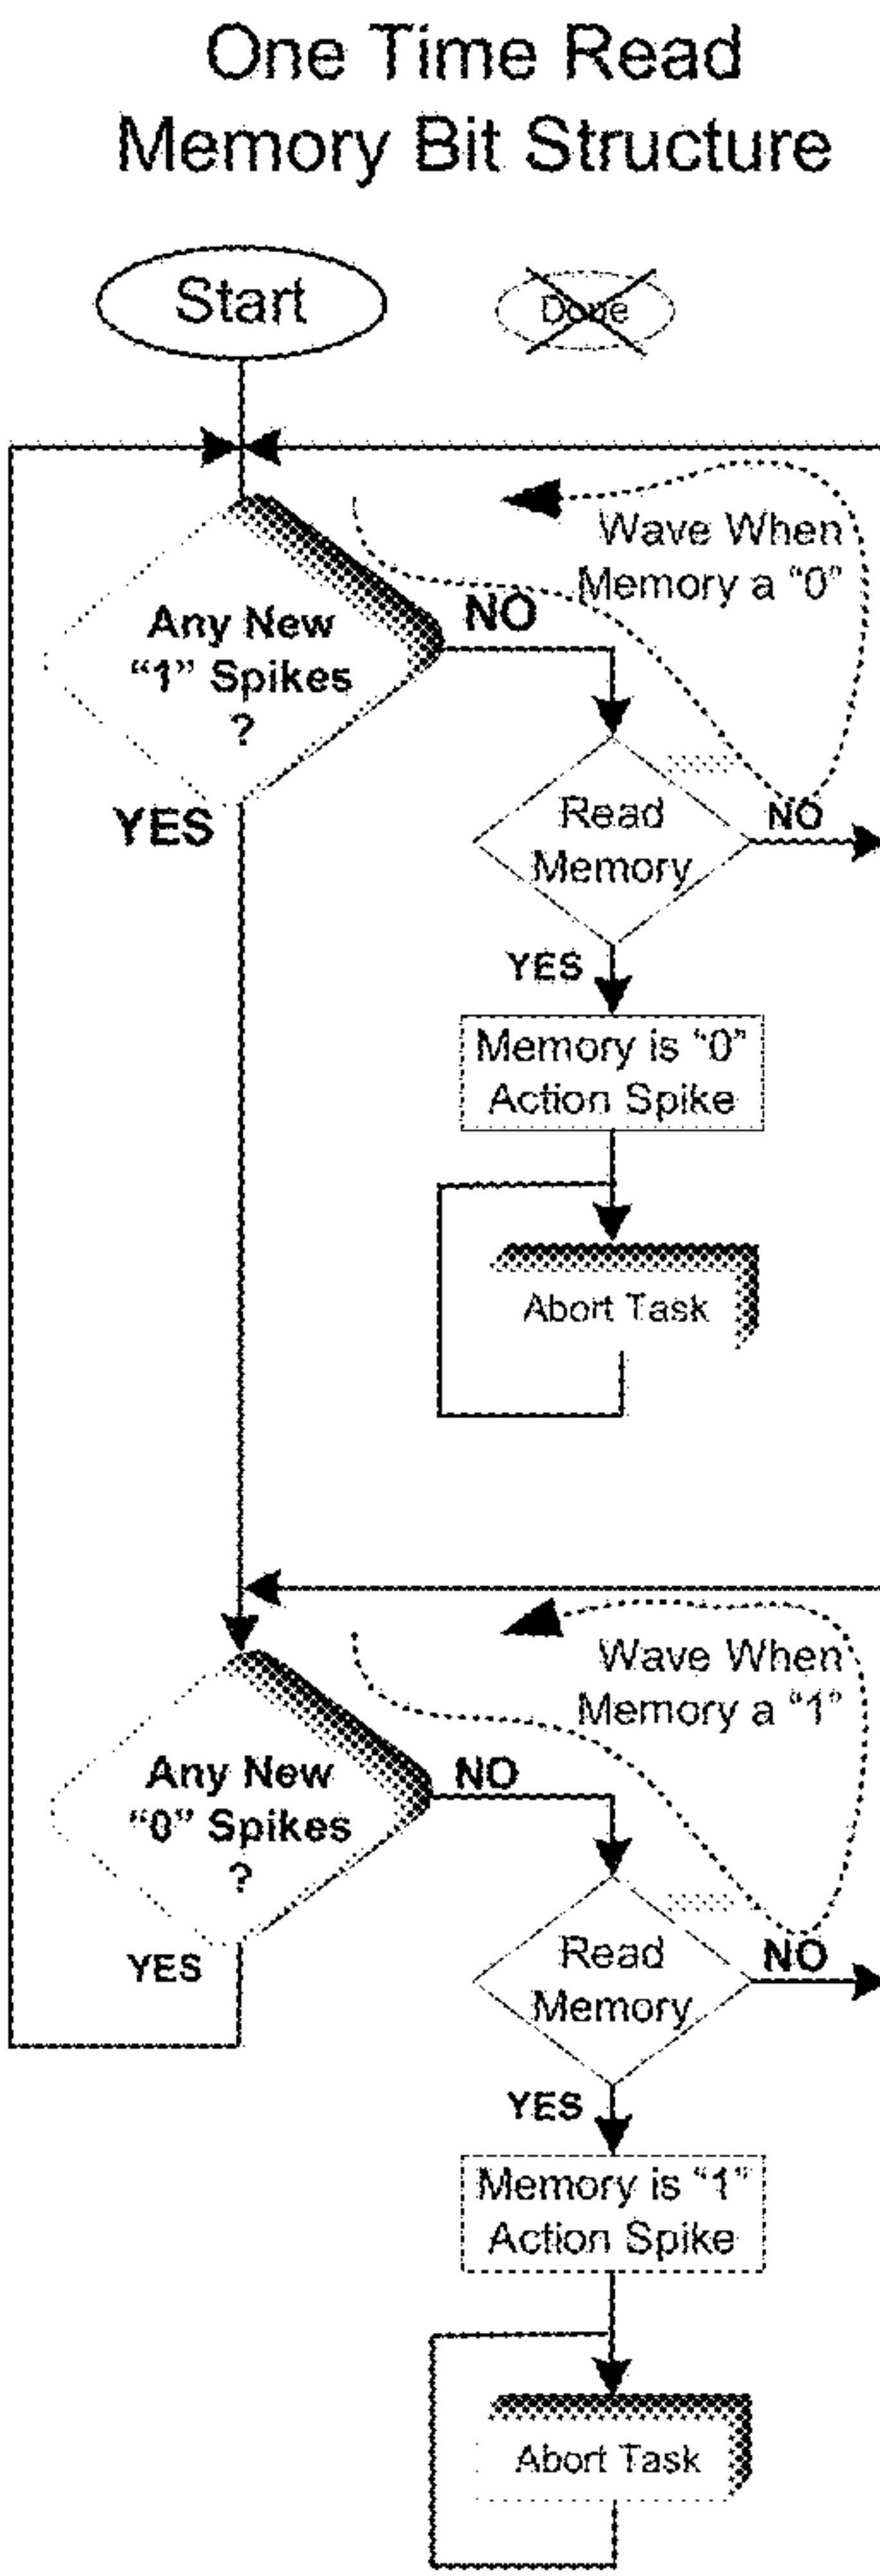 One Time Read
Memory Bit Structure
Start
Done
Wave When
Memory a “0”
Any New
“1” Spikes
?
NO
YES
Read
Memory
NO
YES
Memory is “0”
Action Spike
Abort Task
Wave When
Memory a “1”
Any New
“0” Spikes
?
NO
YES
Read
Memory
NO
YES
Memory is “1”
Action Spike
Abort Task